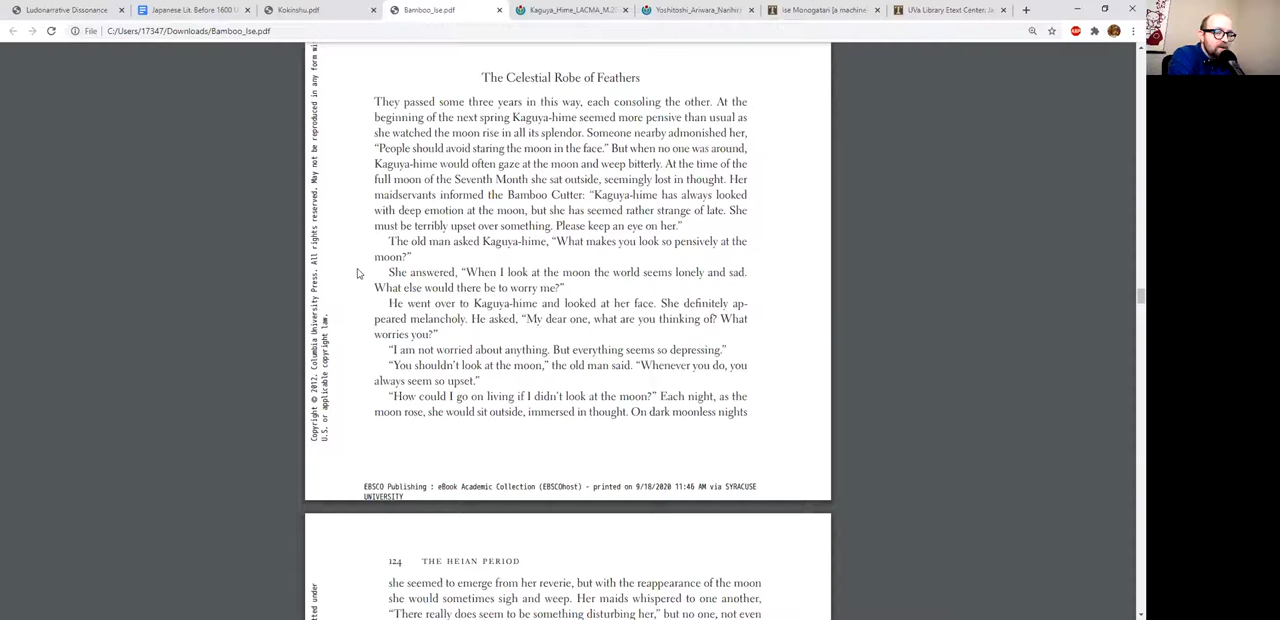 Ludonarrative Dissonance
Japanese Lit. Before 1600 U
Kokinshu.pdf
Bamboo_Ise.pdf
Kaguya_Hime_LACMA_M.20
Yoshitoshi_Ariwara_Narihira
Ise Monogatari [a machine-
UVa Library Etext Center: Ja
File
C:/Users/17347/Downloads/Bamboo_Ise.pdf
ABP
Copyright © 2012. Columbia University Press. All rights reserved. May not be reproduced in any form wi
U.S. or applicable copyright law.
The Celestial Robe of Feathers
They passed some three years in this way, each consoling the other. At the
beginning of the next spring Kaguya-hime seemed more pensive than usual as
she watched the moon rise in all its splendor. Someone nearby admonished her,
“People should avoid staring the moon in the face.” But when no one was around,
Kaguya-hime would often gaze at the moon and weep bitterly. At the time of the
full moon of the Seventh Month she sat outside, seemingly lost in thought. Her
maidservants informed the Bamboo Cutter: “Kaguya-hime has always looked
with deep emotion at the moon, but she has seemed rather strange of late. She
must be terribly upset over something. Please keep an eye on her.”
The old man asked Kaguya-hime, “What makes you look so pensively at the
moon?”
She answered, “When I look at the moon the world seems lonely and sad.
What else would there be to worry me?”
He went over to Kaguya-hime and looked at her face. She definitely ap-
peared melancholy. He asked, “My dear one, what are you thinking of? What
worries you?”
“I am not worried about anything. But everything seems so depressing.”
“You shouldn’t look at the moon,” the old man said. “Whenever you do, you
always seem so upset.”
“How could I go on living if I didn’t look at the moon?” Each night, as the
moon rose, she would sit outside, immersed in thought. On dark moonless nights
EBSCO Publishing : eBook Academic Collection (EBSCOhost) - printed on 9/18/2020 11:46 AM via SYRACUSE
UNIVERSITY
124 THE HEIAN PERIOD
she seemed to emerge from her reverie, but with the reappearance of the moon
she would sometimes sigh and weep. Her maids whispered to one another,
“There really does seem to be something disturbing her,” but no one, not even